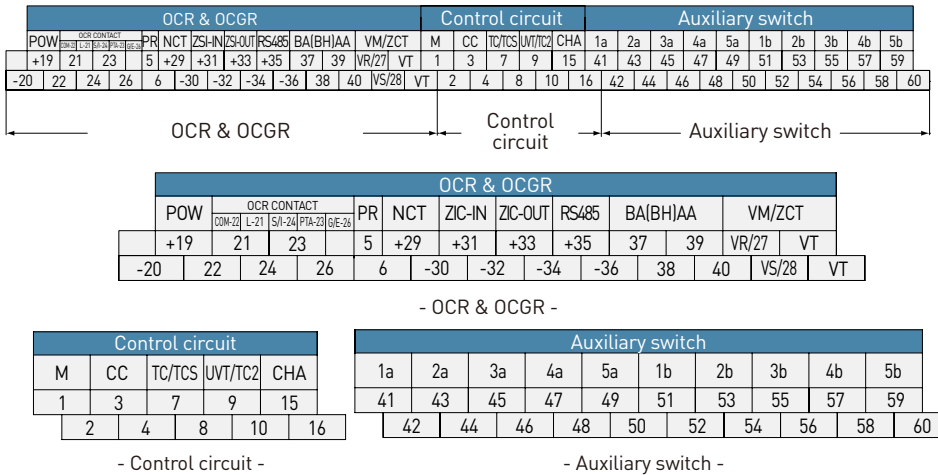 OCR & OCGR Control circuit Auxiliary switch
POW OCR CONTACT PR NCT ZSI-IN ZSI-OUT RS485 BA(BH)AA VM/ZCT M CC TC/TCS UVT/TC2 CHA 1a 2a 3a 4a 5a 1b 2b 3b 4b 5b
COM-22 L-21 S/I-24 PTA-23 G/E-26
+19 21 23 5 +29 +31 +33 +35 37 39 VR/27 VT 1 3 7 9 15 41 43 45 47 49 51 53 55 57 59
-20 22 24 26 6 -30 -32 -34 -36 38 40 VS/28 VT 2 4 8 10 16 42 44 46 48 50 52 54 56 58 60
OCR & OCGR Control circuit Auxiliary switch
OCR & OCGR
POW OCR CONTACT PR NCT ZIC-IN ZIC-OUT RS485 BA(BH)AA VM/ZCT
COM-22 L-21 S/I-24 PTA-23 G/E-26
+19 21 23 5 +29 +31 +33 +35 37 39 VR/27 VT
-20 22 24 26 6 -30 -32 -34 -36 38 40 VS/28 VT
- OCR & OCGR -
Control circuit
M CC TC/TCS UVT/TC2 CHA
1 3 7 9 15
2 4 8 10 16
- Control circuit -
Auxiliary switch
1a 2a 3a 4a 5a 1b 2b 3b 4b 5b
41 43 45 47 49 51 53 55 57 59
42 44 46 48 50 52 54 56 58 60
- Auxiliary switch -